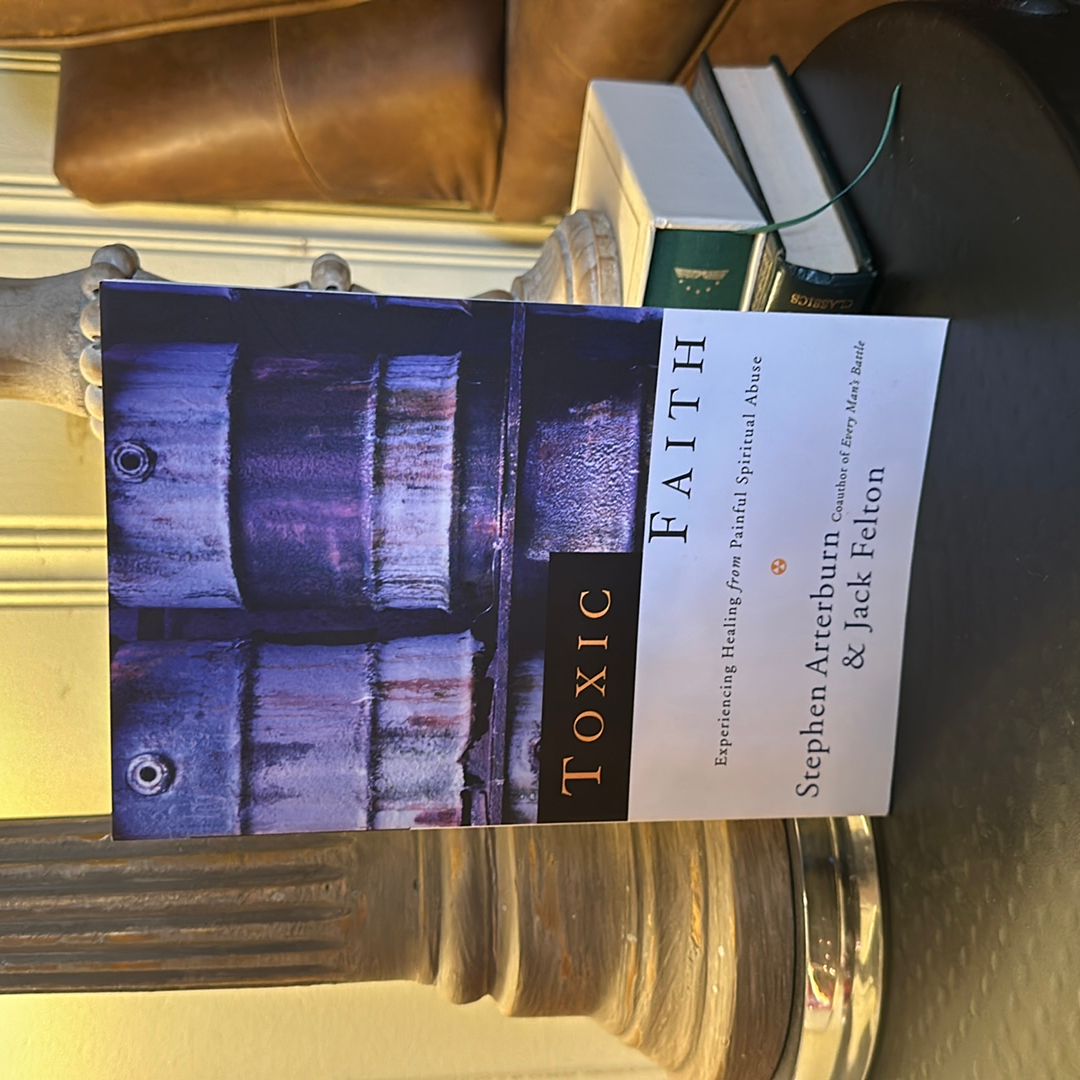 TOXIC
FAITH
Experiencing Healing from Painful Spiritual Abuse
Stephen Arterburn Coauthor of Every Man's Battle
& Jack Felton
CLASSICS